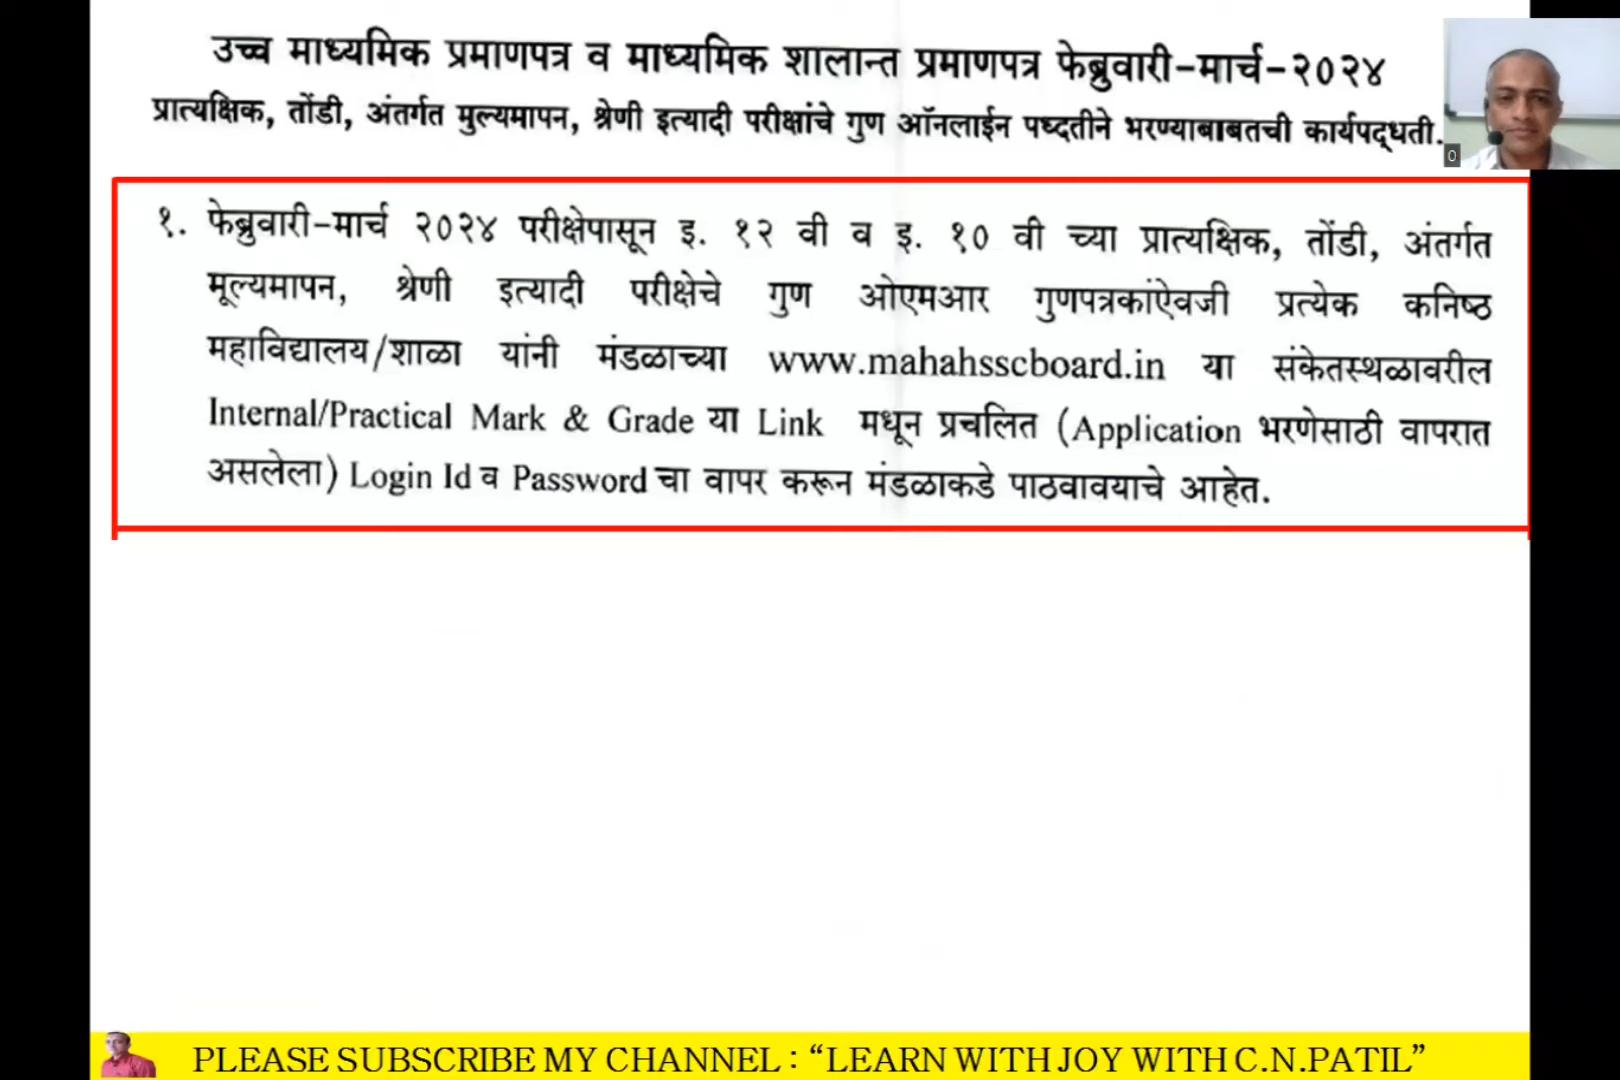 उच्च माध्यमिक प्रमाणपत्र व माध्यमिक शालान्त प्रमाणपत्र फेब्रुवारी-मार्च-२०२४
प्रात्यक्षिक, तोंडी, अंतर्गत मुल्यमापन, श्रेणी इत्यादी परीक्षांचे गुण ऑनलाईन पध्दतीने भरण्याबाबतची कार्यपद्धती.
0
१. फेब्रुवारी-मार्च २०२४ परीक्षेपासून इ. १२ वी व इ. १० वी च्या प्रात्यक्षिक, तोंडी, अंतर्गत
मूल्यमापन, श्रेणी इत्यादी परीक्षेचे गुण ओएमआर गुणपत्रकांऐवजी प्रत्येक कनिष्ठ
महाविद्यालय/शाळा यांनी मंडळाच्या www.mahahsscboard.in या संकेतस्थळावरील
Internal/Practical Mark & Grade या Link मधून प्रचलित (Application भरणेसाठी वापरात
असलेला) Login Id व Password चा वापर करून मंडळाकडे पाठवावयाचे आहेत.
PLEASE SUBSCRIBE MY CHANNEL : “LEARN WITH JOY WITH C.N.PATIL”